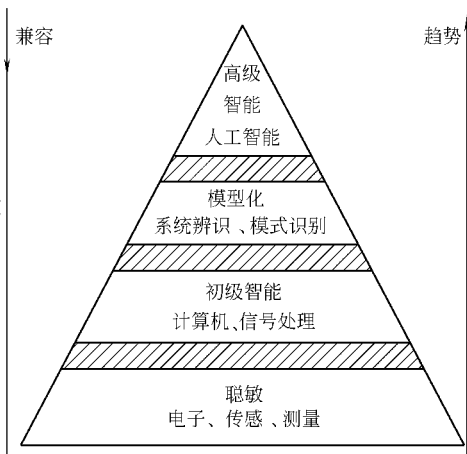 兼容
趋势
高级
智能
人工智能
模型化
系统辨识、模式识别
初级智能
计算机、信号处理
聪敏
电子、传感、测量